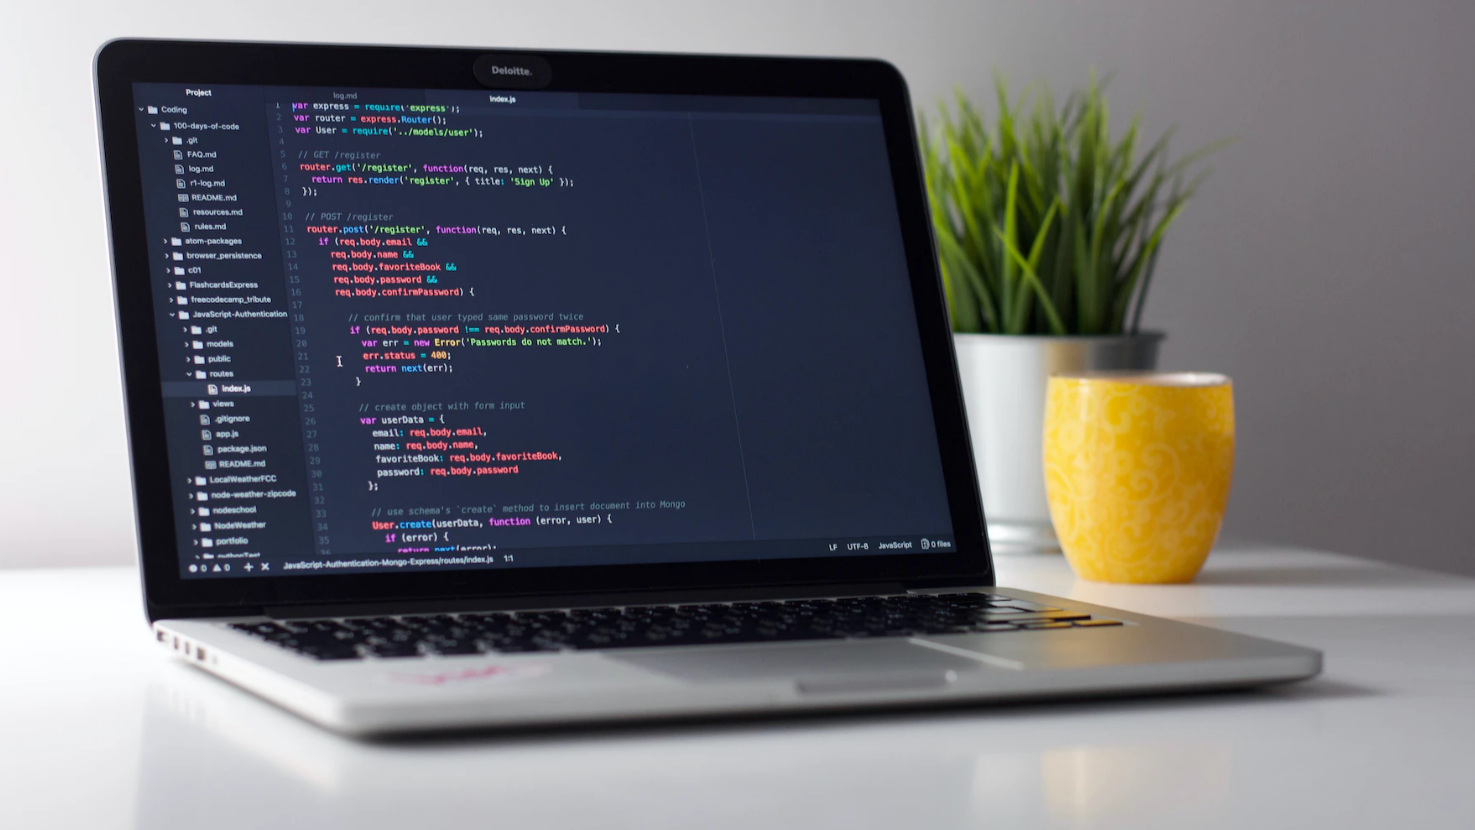 Deloitte.
Project
log.md
index.js
Coding
100-days-of-code
.git
FAQ.md
log.md
r1-log.md
README.md
resources.md
rules.md
atom-packages
browser_persistence
c01
FlashcardsExpress
freecodecamp_tribute
JavaScript-Authentication
.git
models
public
routes
index.js
views
.gitignore
app.js
package.json
README.md
LocalWeatherFCC
node-weather-zipcode
nodeschool
NodeWeather
portfolio
pythonTest
1 var express = require('express');
2 var router = express.Router();
3 var User = require('../models/user');
4
5 // GET /register
6 router.get('/register', function(req, res, next) {
7 return res.render('register', { title: 'Sign Up' });
8 });
9
10 // POST /register
11 router.post('/register', function(req, res, next) {
12 if (req.body.email &&
13 req.body.name &&
14 req.body.favoriteBook &&
15 req.body.password &&
16 req.body.confirmPassword) {
17
18 // confirm that user typed same password twice
19 if (req.body.password !== req.body.confirmPassword) {
20 var err = new Error('Passwords do not match.');
21 err.status = 400;
22 return next(err);
23 }
24
25 // create object with form input
26 var userData = {
27 email: req.body.email,
28 name: req.body.name,
29 favoriteBook: req.body.favoriteBook,
30 password: req.body.password
31 };
32
33 // use schema's `create` method to insert document into Mongo
34 User.create(userData, function (error, user) {
35 if (error) {
36 return next(error);
0 0 JavaScript-Authentication-Mongo-Express/routes/index.js 1:1 LF UTF-8 JavaScript 0 files